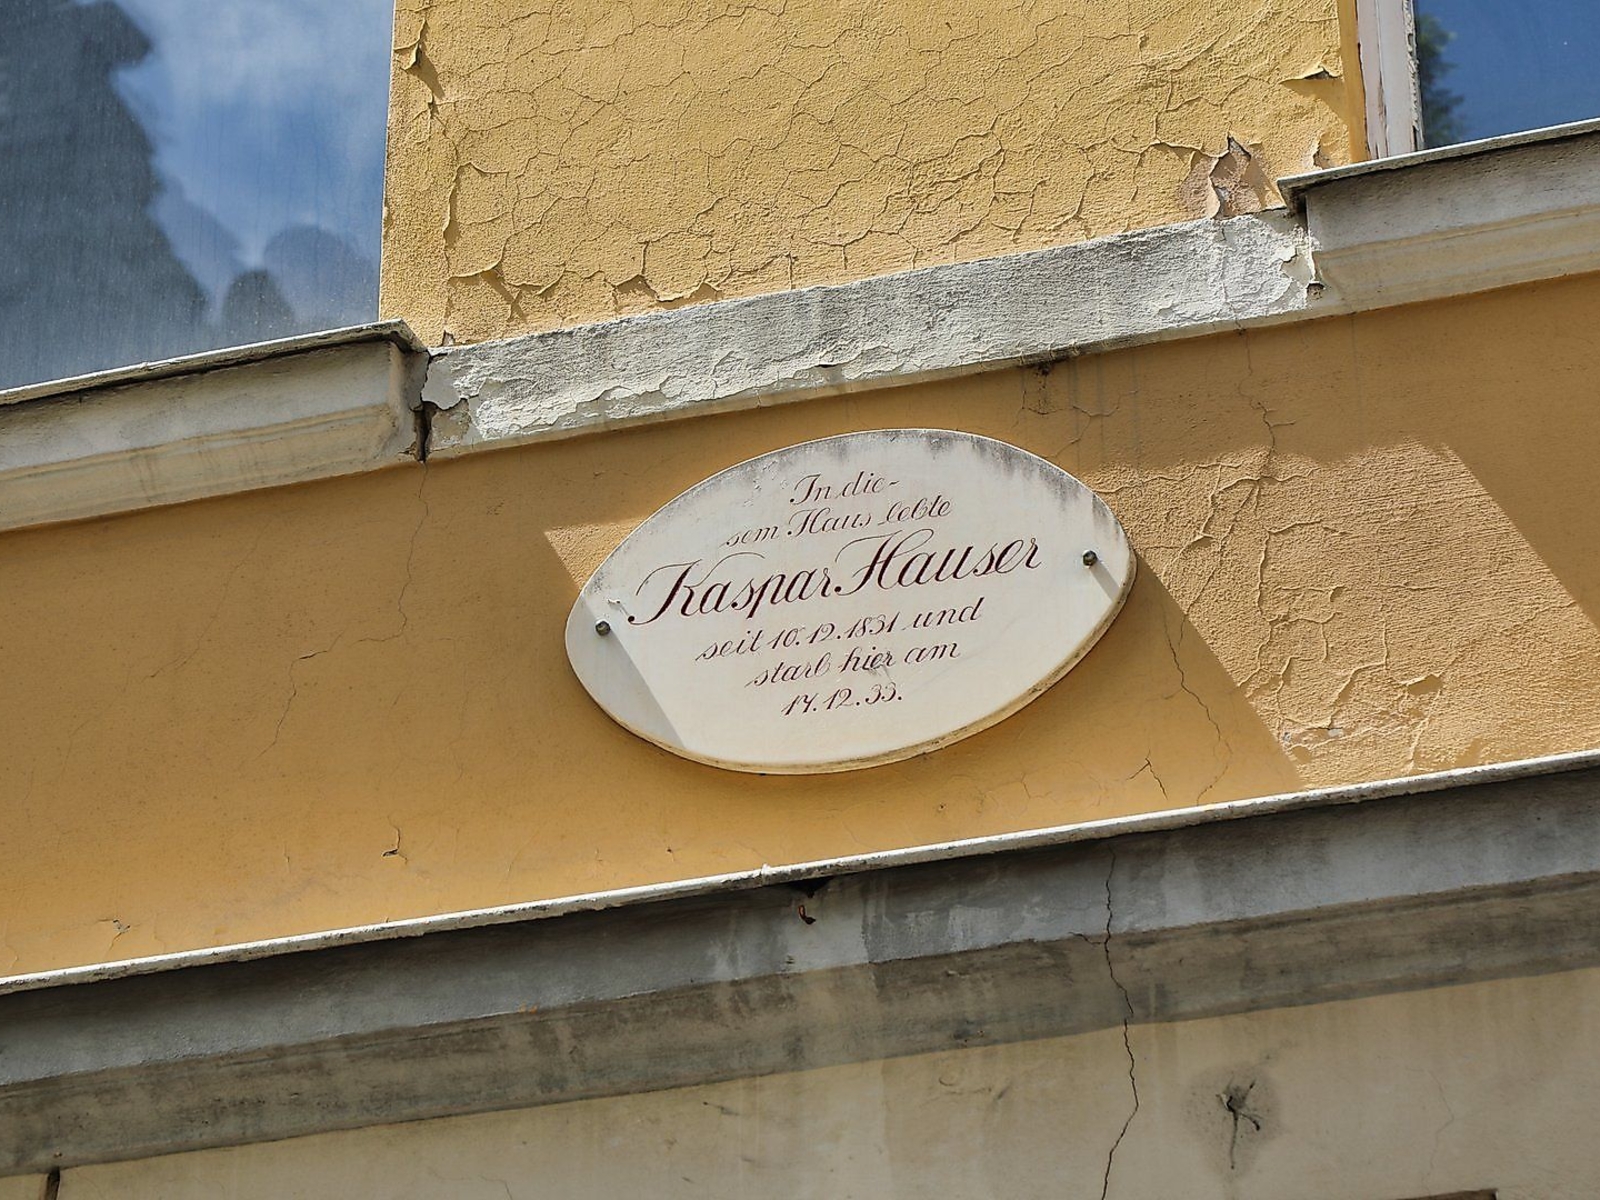 In die-
sem Haus lebte
Kaspar Hauser
seit 10.12.1831 und
starb hier am
17.12.33.